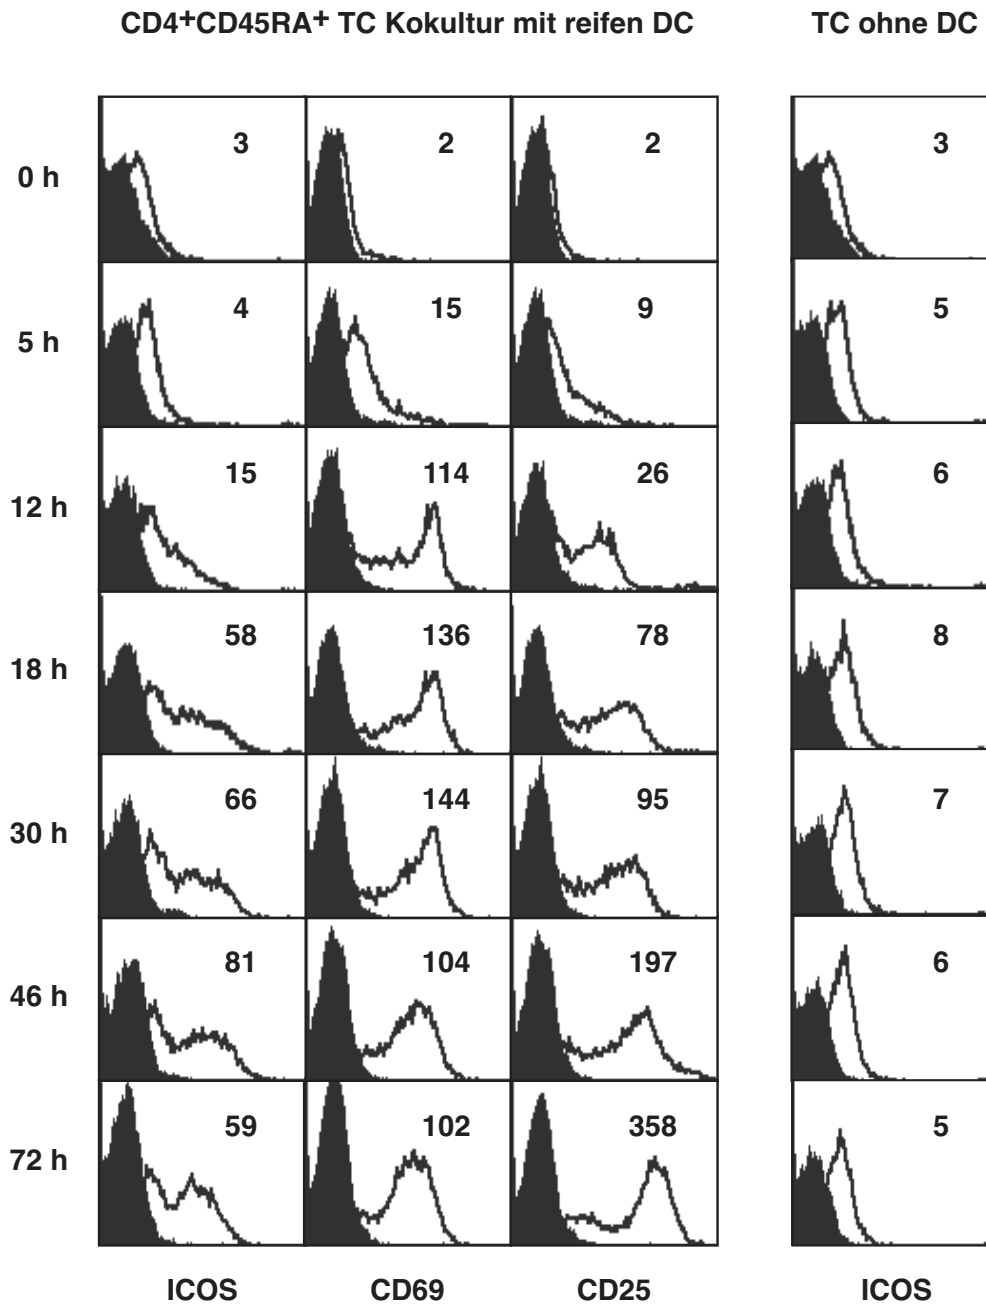 CD4+CD45RA+ TC Kokultur mit reifen DC TC ohne DC
0 h 3 2 2 3
5 h 4 15 9 5
12 h 15 114 26 6
18 h 58 136 78 8
30 h 66 144 95 7
46 h 81 104 197 6
72 h 59 102 358 5
ICOS CD69 CD25 ICOS